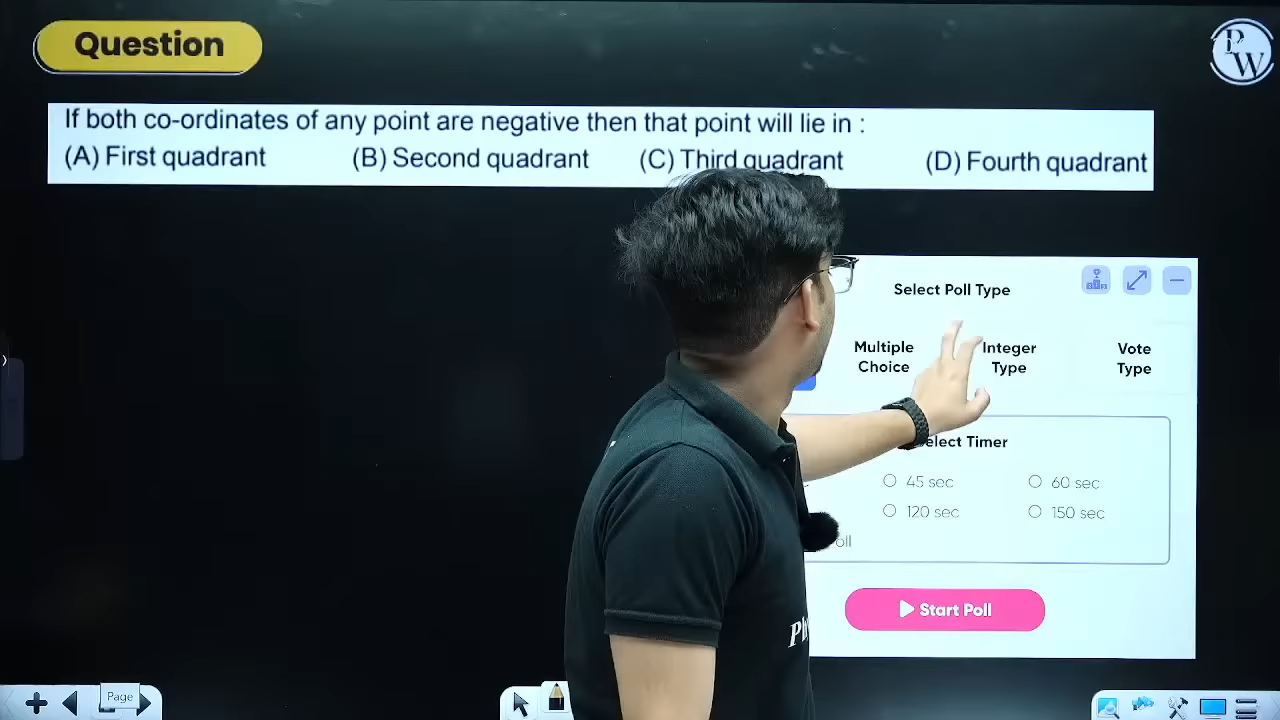 Question
PW
If both co-ordinates of any point are negative then that point will lie in :
(A) First quadrant (B) Second quadrant (C) Third quadrant (D) Fourth quadrant
Select Poll Type
Multiple Choice
Integer Type
Vote Type
Select Timer
45 sec
60 sec
120 sec
150 sec
Start Poll
Page